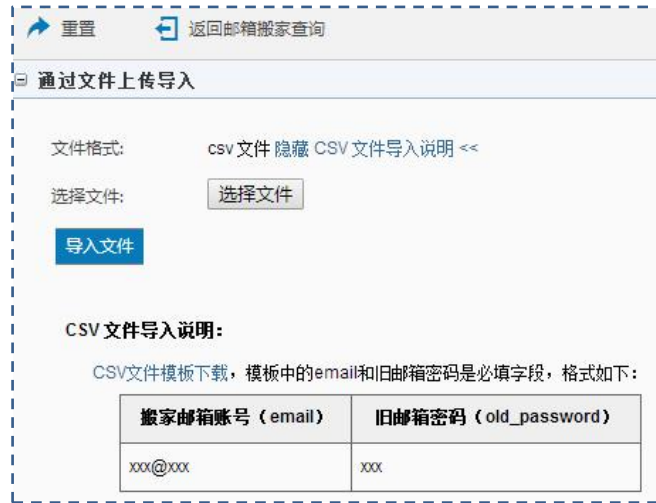 重置 返回邮箱搬家查询
通过文件上传导入
文件格式: csv 文件 隐藏 CSV 文件导入说明 <<
选择文件: 选择文件
导入文件
CSV 文件导入说明：
CSV文件模板下载，模板中的email和旧邮箱密码是必填字段，格式如下：
搬家邮箱账号（email） 旧邮箱密码（old_password）
xxx@xxx xxx